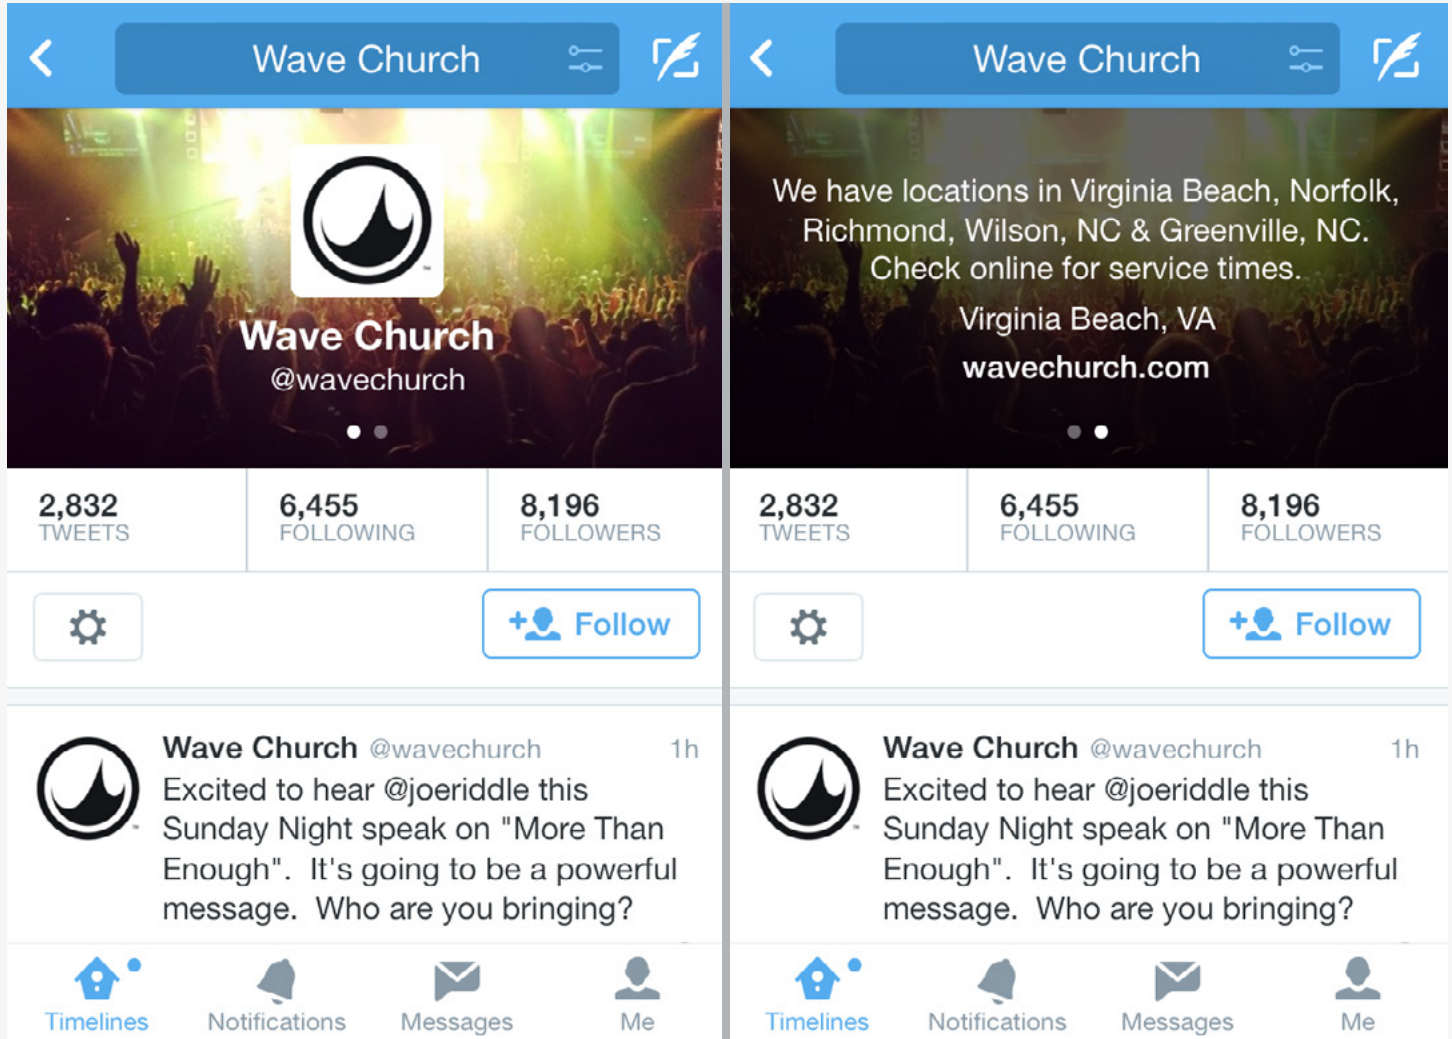 Wave Church
Wave Church
@wavechurch
2,832
TWEETS
6,455
FOLLOWING
8,196
FOLLOWERS
Follow
Wave Church @wavechurch 1h
Excited to hear @joeriddle this
Sunday Night speak on "More Than
Enough".  It's going to be a powerful
message.  Who are you bringing?
Timelines
Notifications
Messages
Me
Wave Church
We have locations in Virginia Beach, Norfolk,
Richmond, Wilson, NC & Greenville, NC.
Check online for service times.
Virginia Beach, VA
wavechurch.com
2,832
TWEETS
6,455
FOLLOWING
8,196
FOLLOWERS
Follow
Wave Church @wavechurch 1h
Excited to hear @joeriddle this
Sunday Night speak on "More Than
Enough".  It's going to be a powerful
message.  Who are you bringing?
Timelines
Notifications
Messages
Me